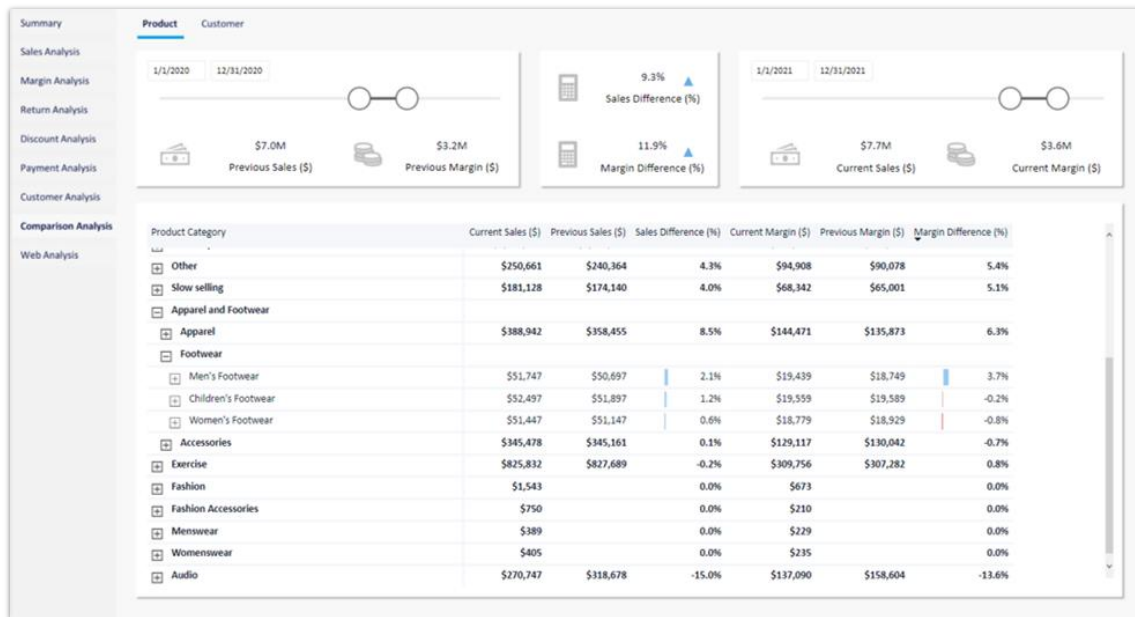 Summary
Sales Analysis
Margin Analysis
Return Analysis
Discount Analysis
Payment Analysis
Customer Analysis
Comparison Analysis
Web Analysis
Product Customer
1/1/2020 12/31/2020
$7.0M $3.2M
Previous Sales ($) Previous Margin ($)
9.3%
Sales Difference (%)
11.9%
Margin Difference (%)
1/1/2021 12/31/2021
$7.7M $3.6M
Current Sales ($) Current Margin ($)
Product Category Current Sales ($) Previous Sales ($) Sales Difference (%) Current Margin ($) Previous Margin ($) Margin Difference (%)
Other $250,661 $240,364 4.3% $94,908 $90,078 5.4%
Slow selling $181,128 $174,140 4.0% $68,342 $65,001 5.1%
Apparel and Footwear
Apparel $388,942 $358,455 8.5% $144,471 $135,873 6.3%
Footwear
Men's Footwear $51,747 $50,697 2.1% $19,439 $18,749 3.7%
Children's Footwear $52,497 $51,897 1.2% $19,559 $19,589 -0.2%
Women's Footwear $51,447 $51,147 0.6% $18,779 $18,929 -0.8%
Accessories $345,478 $345,161 0.1% $129,117 $130,042 -0.7%
Exercise $825,832 $827,689 -0.2% $309,756 $307,282 0.8%
Fashion $1,543 0.0% $673 0.0%
Fashion Accessories $750 0.0% $210 0.0%
Menswear $389 0.0% $229 0.0%
Womenswear $405 0.0% $235 0.0%
Audio $270,747 $318,678 -15.0% $137,090 $158,604 -13.6%